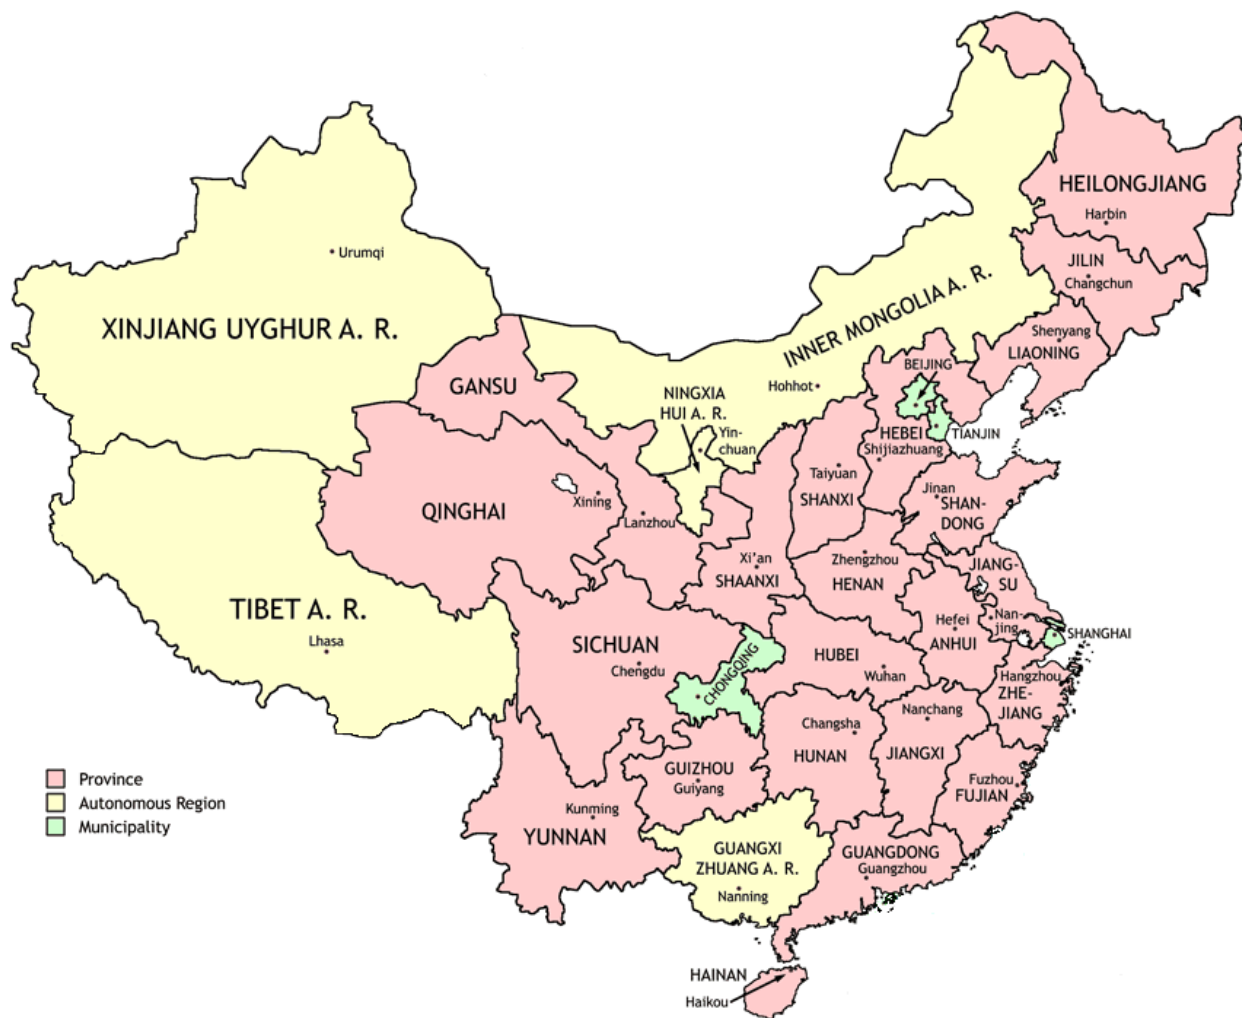 HEILONGJIANG
Harbin
JILIN
Changchun
Urumqi
INNER MONGOLIA A. R.
XINJIANG UYGHUR A. R.
Shenyang
LIAONING
BEIJING
GANSU
Hohhot
NINGXIA
HUI A. R.
HEBEI
TIANJIN
Yin-
chuan
Shijiazhuang
Taiyuan
SHANXI
Jinan
SHAN-
DONG
QINGHAI
Xining
Lanzhou
Xi'an
SHAANXI
Zhengzhou
HENAN
JIANG-
SU
TIBET A. R.
Lhasa
Nan-
jing
Hefei
ANHUI
SHANGHAI
SICHUAN
Chengdu
CHONGQING
HUBEI
Wuhan
Hangzhou
ZHE-
JIANG
Changsha
HUNAN
Nanchang
JIANGXI
GUIZHOU
Guiyang
Fuzhou
FUJIAN
Province
Autonomous Region
Municipality
Kunming
YUNNAN
GUANGXI
ZHUANG A. R.
Nanning
GUANGDONG
Guangzhou
HAINAN
Haikou